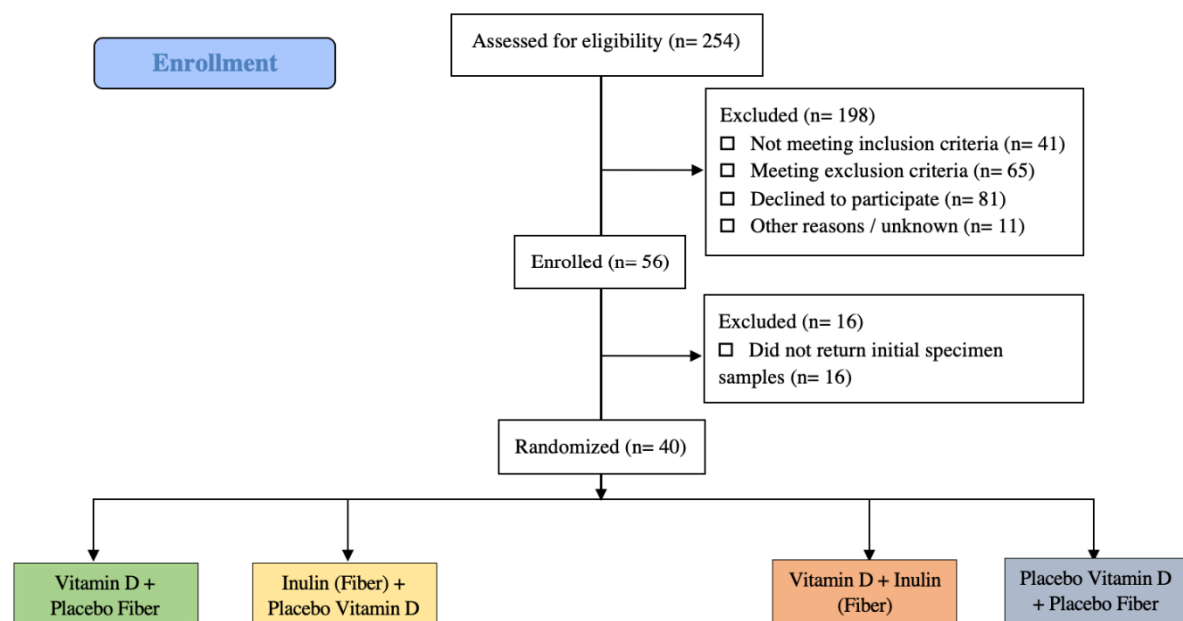 Assessed for eligibility (n= 254)
Enrollment
Excluded (n= 198)
☐ Not meeting inclusion criteria (n= 41)
☐ Meeting exclusion criteria (n= 65)
☐ Declined to participate (n= 81)
☐ Other reasons / unknown (n= 11)
Enrolled (n= 56)
Excluded (n= 16)
☐ Did not return initial specimen
samples (n= 16)
Randomized (n= 40)
Vitamin D +
Placebo Fiber
Inulin (Fiber) +
Placebo Vitamin D
Vitamin D + Inulin
(Fiber)
Placebo Vitamin D
+ Placebo Fiber